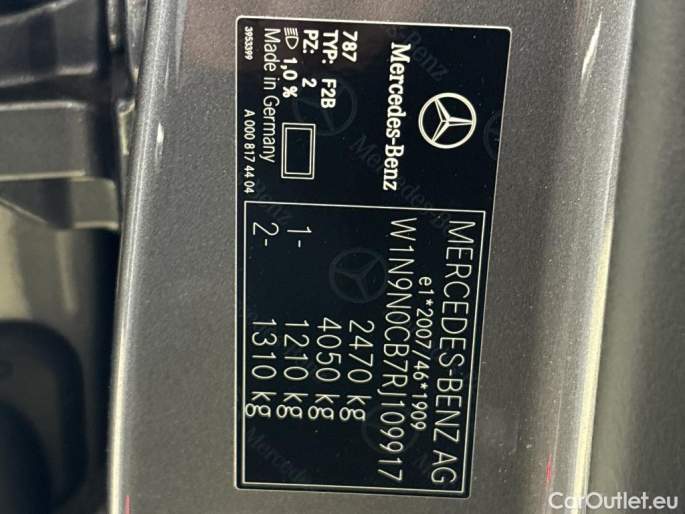 Mercedes-Benz
787
TYP: F2B
PZ: 2
1,0 %
Made in Germany
3953399
A 000 817 44 04
MERCEDES-BENZ AG
e1*2007/46*1909
W1N9N0CB7RJ109917
2470 kg
4050 kg
1- 1210 kg
2- 1310 kg
CarOutlet.eu